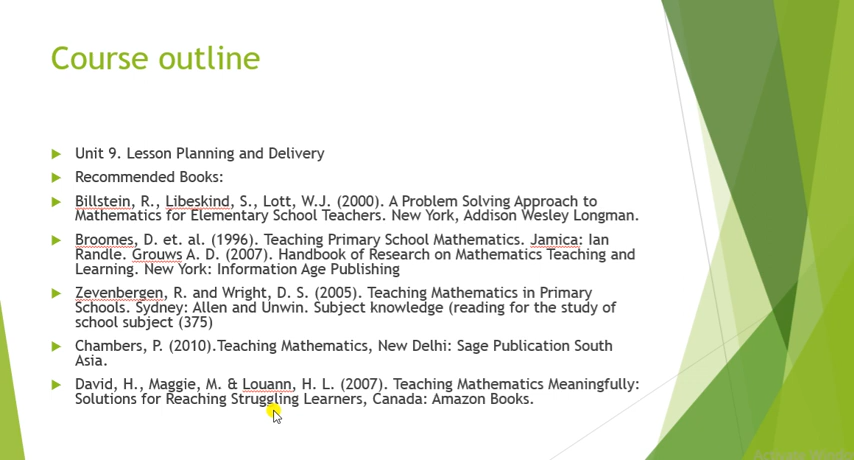 Course outline
Unit 9. Lesson Planning and Delivery
Recommended Books:
Billstein, R., Libeskind, S., Lott, W.J. (2000). A Problem Solving Approach to
Mathematics for Elementary School Teachers. New York, Addison Wesley Longman.
Broomes, D. et. al. (1996). Teaching Primary School Mathematics. Jamica: Ian
Randle. Grouws A. D. (2007). Handbook of Research on Mathematics Teaching and
Learning. New York: Information Age Publishing
Zevenbergen, R. and Wright, D. S. (2005). Teaching Mathematics in Primary
Schools. Sydney: Allen and Unwin. Subject knowledge (reading for the study of
school subject (375)
Chambers, P. (2010).Teaching Mathematics, New Delhi: Sage Publication South
Asia.
David, H., Maggie, M. & Louann, H. L. (2007). Teaching Mathematics Meaningfully:
Solutions for Reaching Struggling Learners, Canada: Amazon Books.